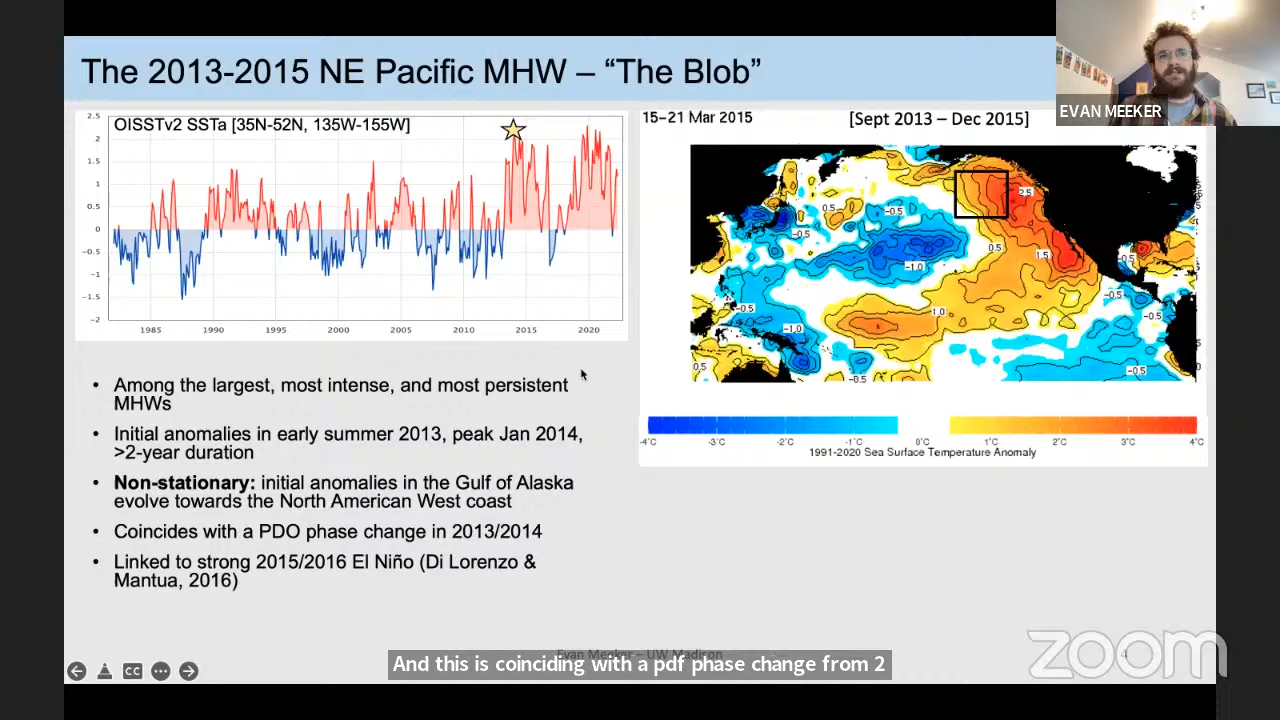 The 2013-2015 NE Pacific MHW – “The Blob”
EVAN MEEKER
OISSTv2 SSTa [35N-52N, 135W-155W]
2.5
2
1.5
1
0.5
0
−0.5
−1
−1.5
−2
1985 1990 1995 2000 2005 2010 2015 2020
15–21 Mar 2015 [Sept 2013 – Dec 2015]
0.5 −0.5 2.5
−0.5 −0.5
0.5 1.5 −0.5
−1.0
−0.5
−0.5 1.0 −0.5
−1.0
0.5 −0.5 −0.5
-4°C -3°C -2°C -1°C 0°C 1°C 2°C 3°C 4°C
1991-2020 Sea Surface Temperature Anomaly
• Among the largest, most intense, and most persistent
MHWs
• Initial anomalies in early summer 2013, peak Jan 2014,
>2-year duration
• Non-stationary: initial anomalies in the Gulf of Alaska
evolve towards the North American West coast
• Coincides with a PDO phase change in 2013/2014
• Linked to strong 2015/2016 El Niño (Di Lorenzo &
Mantua, 2016)
Evan Meeker – UW Madison
4
CC
And this is coinciding with a pdf phase change from 2
zoom